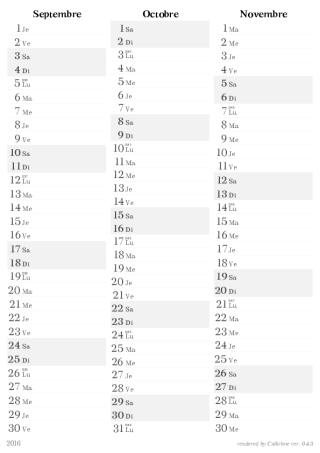 Septembre Octobre Novembre
1 Je 1 Sa 1 Ma
2 Ve 2 Di 2 Me
3 Sa 3 Lu 3 Je
4 Di 4 Ma 4 Ve
5 Lu 5 Me 5 Sa
6 Ma 6 Je 6 Di
7 Me 7 Ve 7 Lu
8 Je 8 Sa 8 Ma
9 Ve 9 Di 9 Me
10 Sa 10 Lu 10 Je
11 Di 11 Ma 11 Ve
12 Lu 12 Me 12 Sa
13 Ma 13 Je 13 Di
14 Me 14 Ve 14 Lu
15 Je 15 Sa 15 Ma
16 Ve 16 Di 16 Me
17 Sa 17 Lu 17 Je
18 Di 18 Ma 18 Ve
19 Lu 19 Me 19 Sa
20 Ma 20 Je 20 Di
21 Me 21 Ve 21 Lu
22 Je 22 Sa 22 Ma
23 Ve 23 Di 23 Me
24 Sa 24 Lu 24 Je
25 Di 25 Ma 25 Ve
26 Lu 26 Me 26 Sa
27 Ma 27 Je 27 Di
28 Me 28 Ve 28 Lu
29 Je 29 Sa 29 Ma
30 Ve 30 Di 30 Me
31 Lu
2016 rendered by Calirhoe ver. 0.4.3